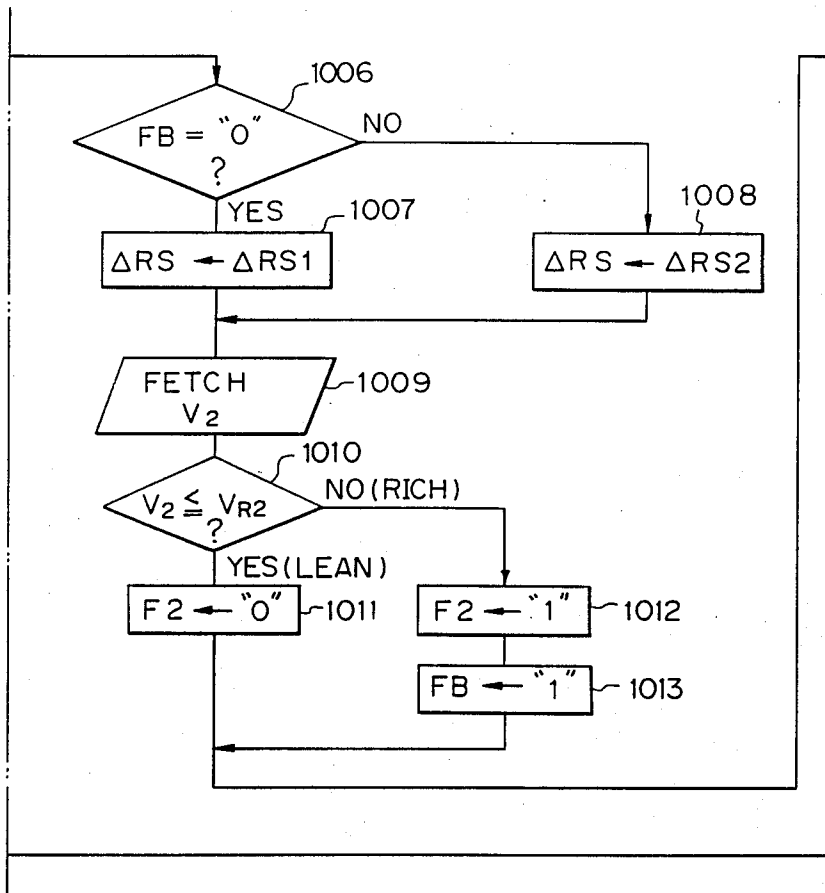 1006
FB = "0"
?
NO
YES
1007
1008
ΔRS ← ΔRS1
ΔRS ← ΔRS2
FETCH
V2
1009
1010
V2 ≦ VR2
?
NO(RICH)
YES(LEAN)
F2 ← "0"
1011
F2 ← "1"
1012
FB ← "1"
1013